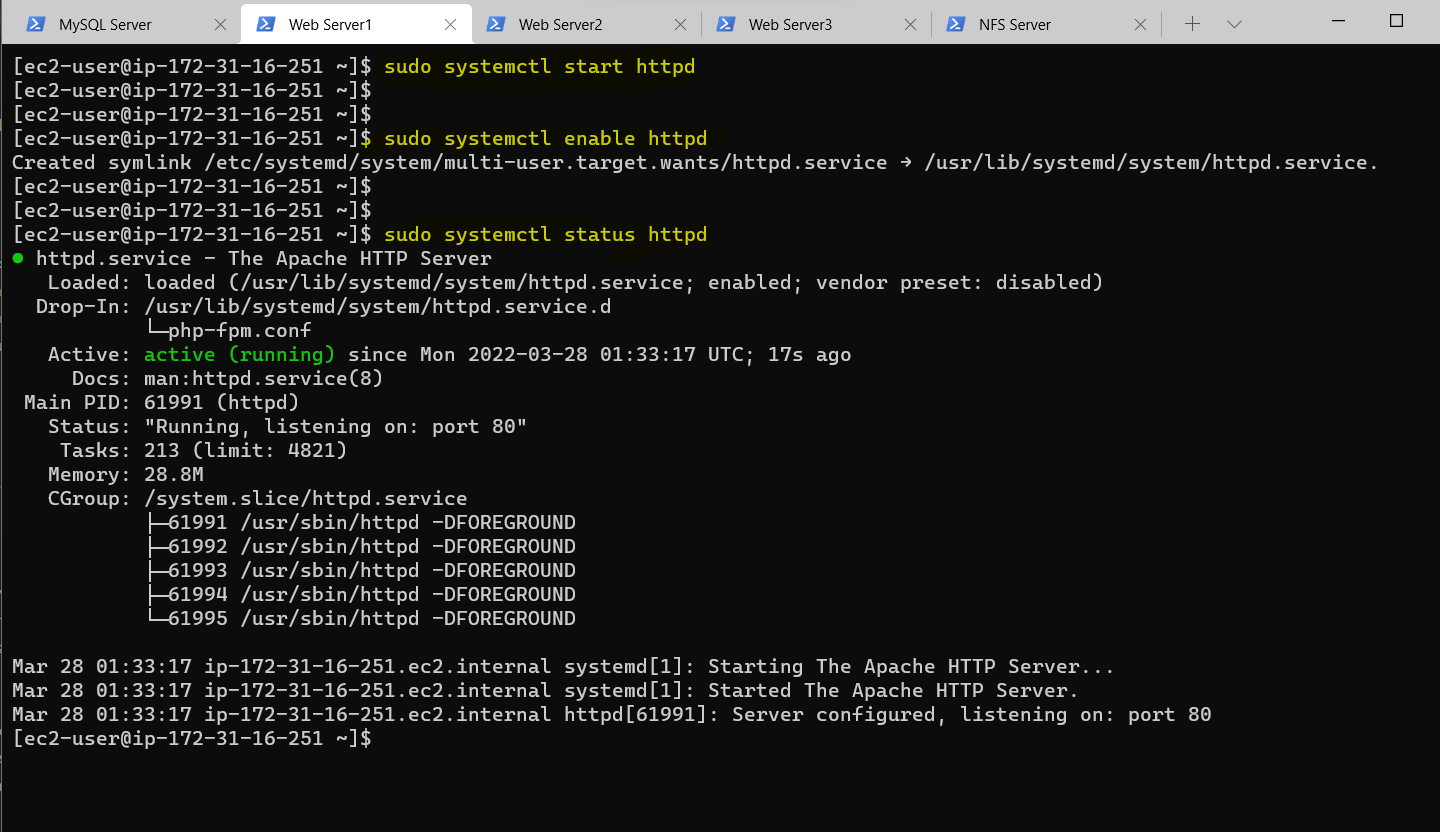 MySQL Server
Web Server1
Web Server2
Web Server3
NFS Server
[ec2-user@ip-172-31-16-251 ~]$ sudo systemctl start httpd
[ec2-user@ip-172-31-16-251 ~]$
[ec2-user@ip-172-31-16-251 ~]$
[ec2-user@ip-172-31-16-251 ~]$ sudo systemctl enable httpd
Created symlink /etc/systemd/system/multi-user.target.wants/httpd.service → /usr/lib/systemd/system/httpd.service.
[ec2-user@ip-172-31-16-251 ~]$
[ec2-user@ip-172-31-16-251 ~]$
[ec2-user@ip-172-31-16-251 ~]$ sudo systemctl status httpd
● httpd.service - The Apache HTTP Server
   Loaded: loaded (/usr/lib/systemd/system/httpd.service; enabled; vendor preset: disabled)
  Drop-In: /usr/lib/systemd/system/httpd.service.d
           └─php-fpm.conf
   Active: active (running) since Mon 2022-03-28 01:33:17 UTC; 17s ago
     Docs: man:httpd.service(8)
 Main PID: 61991 (httpd)
   Status: "Running, listening on: port 80"
    Tasks: 213 (limit: 4821)
   Memory: 28.8M
   CGroup: /system.slice/httpd.service
           ├─61991 /usr/sbin/httpd -DFOREGROUND
           ├─61992 /usr/sbin/httpd -DFOREGROUND
           ├─61993 /usr/sbin/httpd -DFOREGROUND
           ├─61994 /usr/sbin/httpd -DFOREGROUND
           └─61995 /usr/sbin/httpd -DFOREGROUND
Mar 28 01:33:17 ip-172-31-16-251.ec2.internal systemd[1]: Starting The Apache HTTP Server...
Mar 28 01:33:17 ip-172-31-16-251.ec2.internal systemd[1]: Started The Apache HTTP Server.
Mar 28 01:33:17 ip-172-31-16-251.ec2.internal httpd[61991]: Server configured, listening on: port 80
[ec2-user@ip-172-31-16-251 ~]$